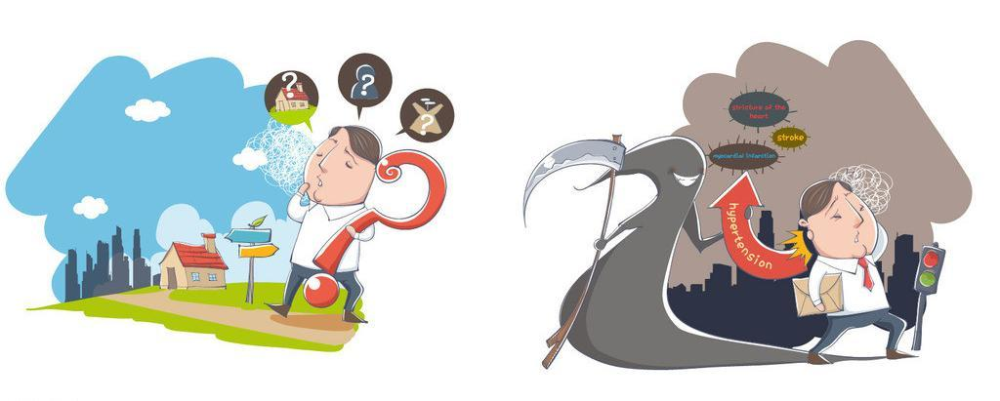 ?
?
?
stricture of the
heart
stroke
myocardial infarction
hypertension